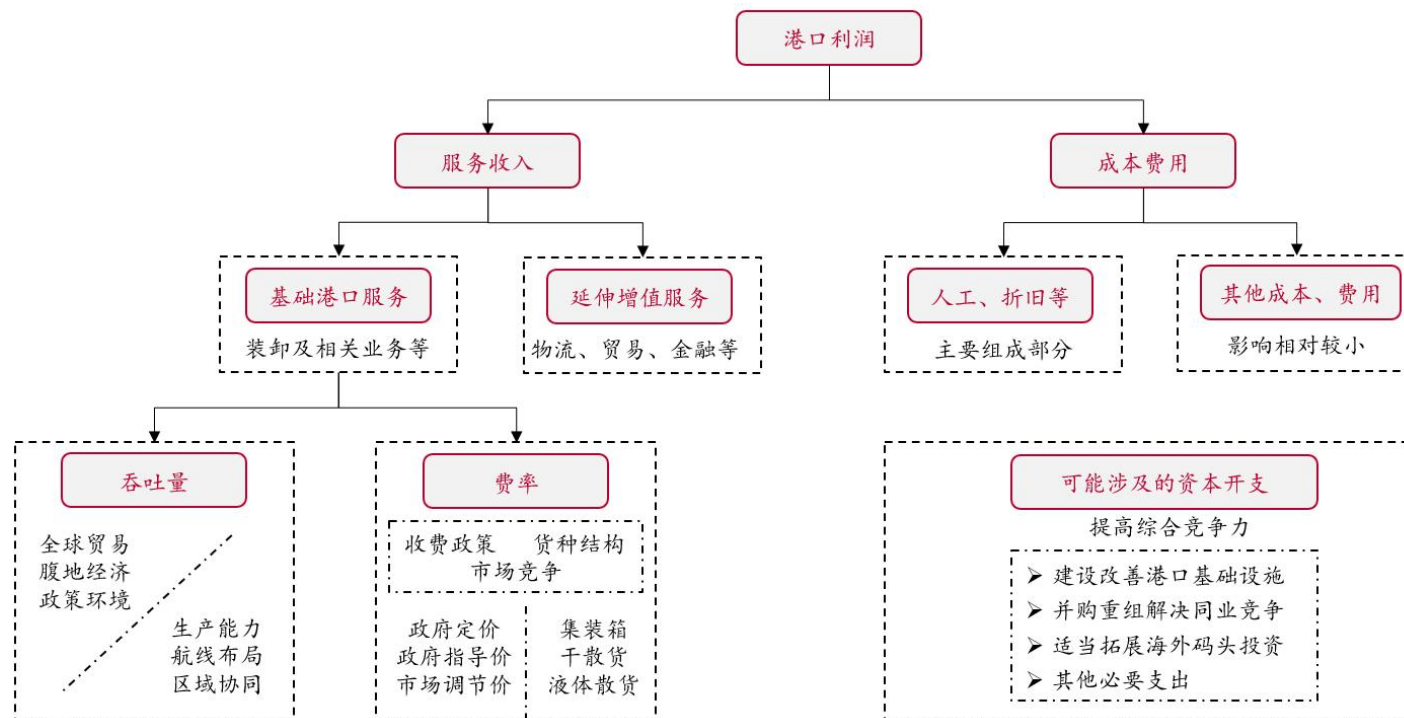 港口利润
服务收入
成本费用
基础港口服务
装卸及相关业务等
延伸增值服务
物流、贸易、金融等
人工、折旧等
主要组成部分
其他成本、费用
影响相对较小
吞吐量
全球贸易
腹地经济
政策环境
生产能力
航线布局
区域协同
费率
收费政策 货种结构
市场竞争
政府定价
政府指导价
市场调节价
集装箱
干散货
液体散货
可能涉及的资本开支
提高综合竞争力
➢ 建设改善港口基础设施
➢ 并购重组解决同业竞争
➢ 适当拓展海外码头投资
➢ 其他必要支出